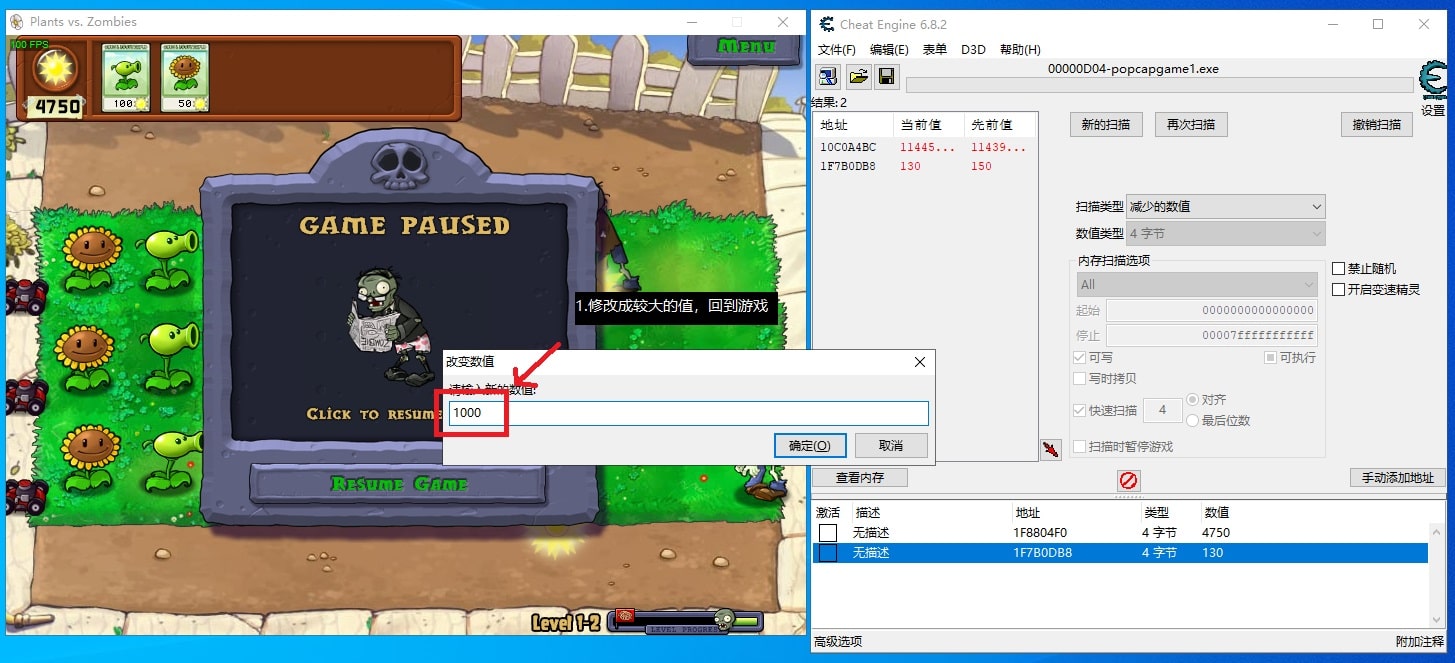 Plants vs. Zombies
100 FPS
4750
100
50
MENU
GAME PAUSED
CLICK TO RESUME
RESUME GAME
Level 1-2
LEVEL PROGRESS
1.修改成较大的值，回到游戏
改变数值
请输入新的数值:
1000
确定(O)
取消
Cheat Engine 6.8.2
文件(F) 编辑(E) 表单 D3D 帮助(H)
00000D04-popcapgame1.exe
设置
结果: 2
地址 当前值 先前值
10C0A4BC 11445... 11439...
1F7B0DB8 130 150
新的扫描 再次扫描 撤销扫描
扫描类型 减少的数值
数值类型 4 字节
内存扫描选项
All
起始 0000000000000000
停止 00007fffffffffff
可写 可执行
写时拷贝
快速扫描 4 对齐
最后位数
扫描时暂停游戏
禁止随机
开启变速精灵
查看内存
手动添加地址
激活 描述 地址 类型 数值
无描述 1F8804F0 4 字节 4750
无描述 1F7B0DB8 4 字节 130
高级选项
附加注释